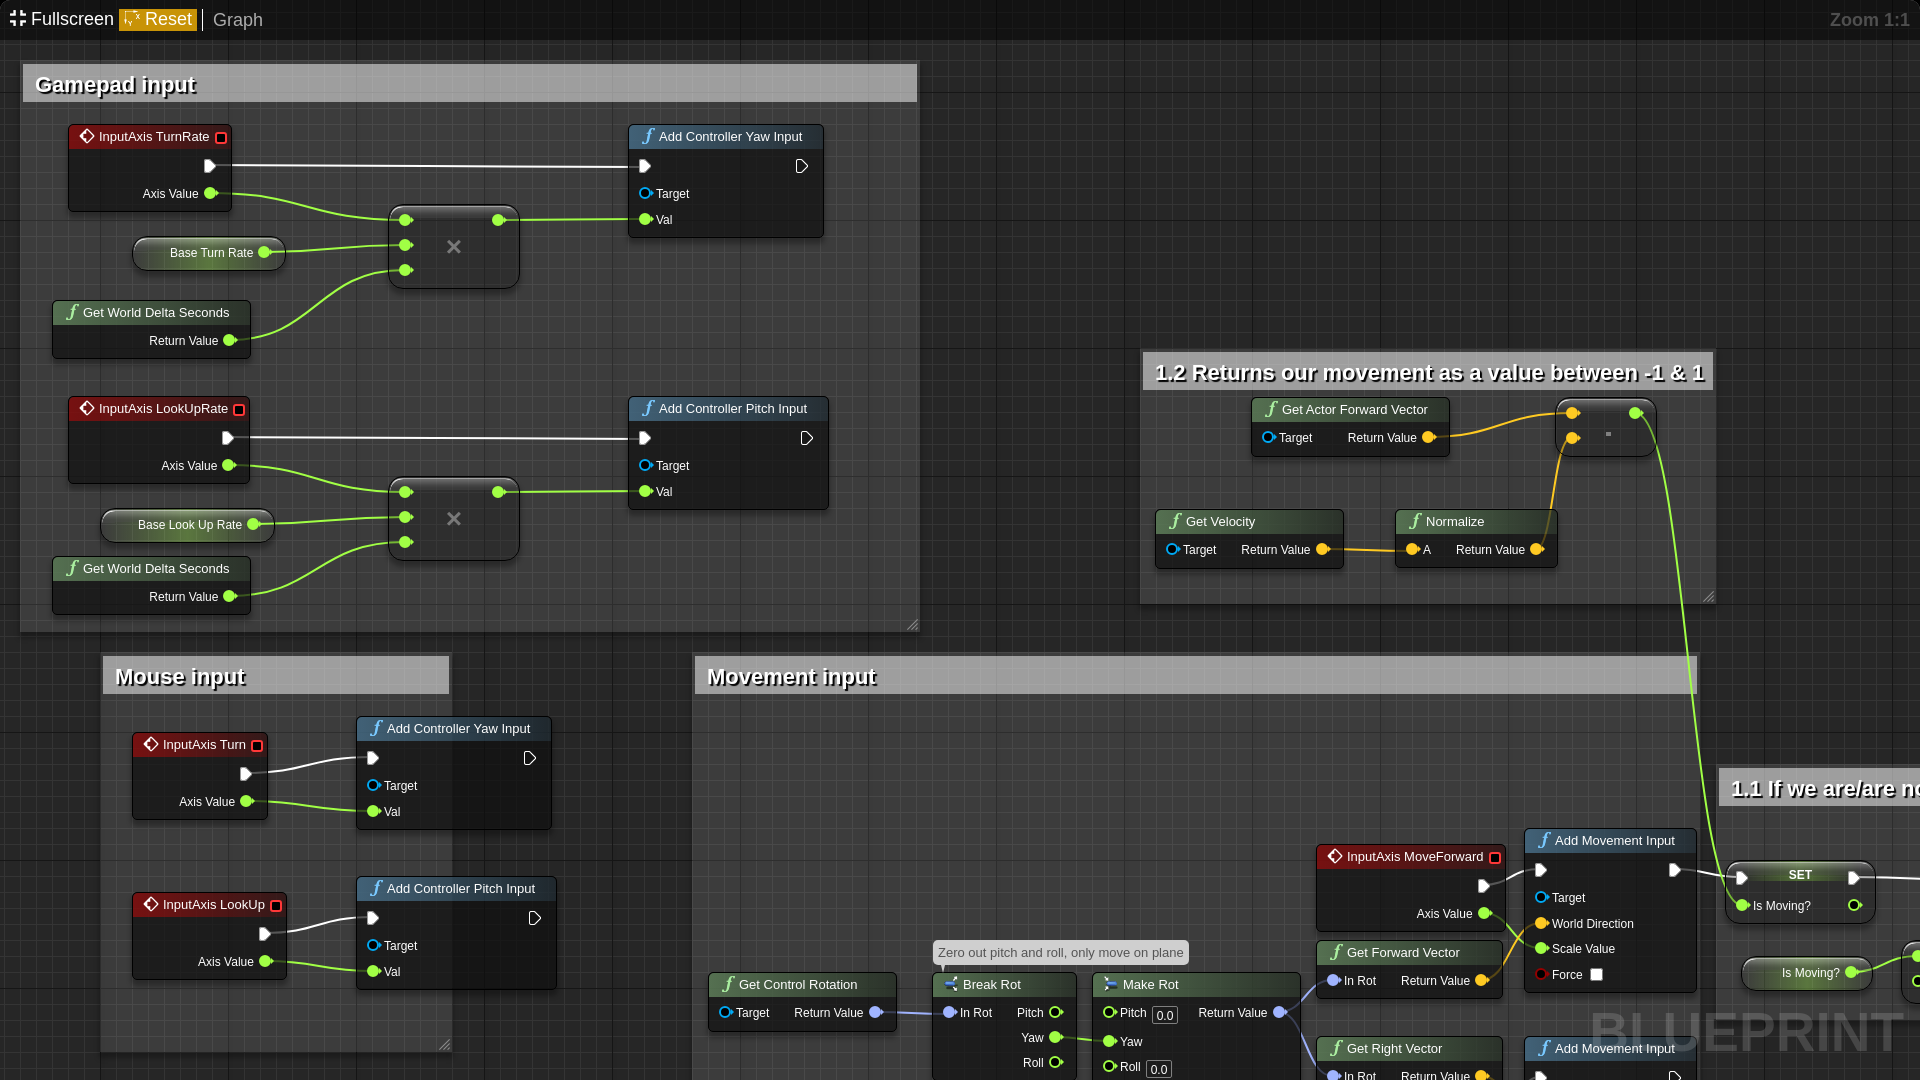 Fullscreen Reset Graph Zoom 1:1
Gamepad input
InputAxis TurnRate
Axis Value
Base Turn Rate
Get World Delta Seconds
Return Value
×
Add Controller Yaw Input
Target
Val
InputAxis LookUpRate
Axis Value
Base Look Up Rate
Get World Delta Seconds
Return Value
×
Add Controller Pitch Input
Target
Val
1.2 Returns our movement as a value between -1 & 1
Get Actor Forward Vector
Target Return Value
Get Velocity
Target Return Value
Normalize
A Return Value
Mouse input
InputAxis Turn
Axis Value
Add Controller Yaw Input
Target
Val
InputAxis LookUp
Axis Value
Add Controller Pitch Input
Target
Val
Movement input
Zero out pitch and roll, only move on plane
Get Control Rotation
Target Return Value
Break Rot
In Rot Pitch
Yaw
Roll
Make Rot
Pitch 0.0 Return Value
Yaw
Roll 0.0
InputAxis MoveForward
Axis Value
Get Forward Vector
In Rot Return Value
Get Right Vector
In Rot Return Value
Add Movement Input
Target
World Direction
Scale Value
Force
Add Movement Input
1.1 If we are/are
SET
Is Moving?
Is Moving?
BLUEPRINT